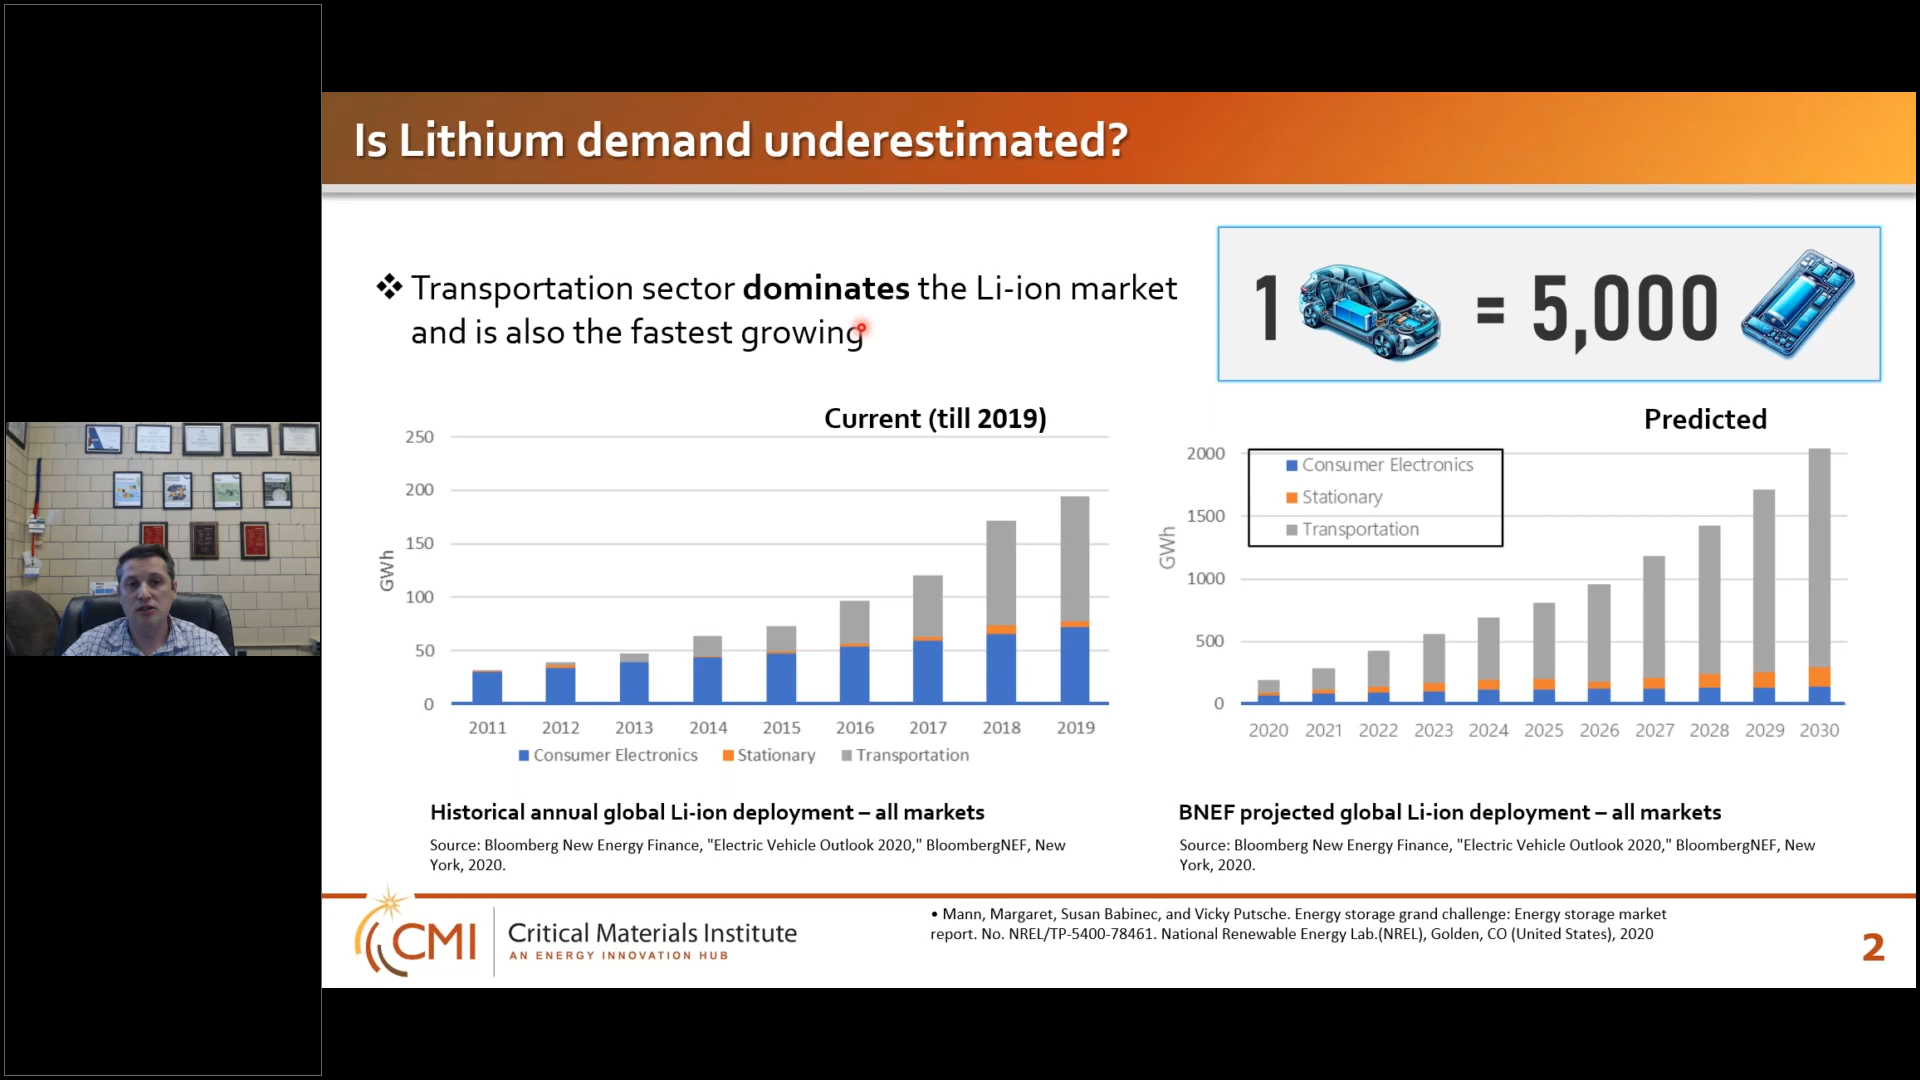 Is Lithium demand underestimated?
❖ Transportation sector dominates the Li-ion market
and is also the fastest growing
1 = 5,000
Current (till 2019)
250
200
150
100
50
0
GWh
2011 2012 2013 2014 2015 2016 2017 2018 2019
Consumer Electronics Stationary Transportation
Historical annual global Li-ion deployment – all markets
Source: Bloomberg New Energy Finance, "Electric Vehicle Outlook 2020," BloombergNEF, New
York, 2020.
Predicted
2000
1500
1000
500
0
GWh
Consumer Electronics
Stationary
Transportation
2020 2021 2022 2023 2024 2025 2026 2027 2028 2029 2030
BNEF projected global Li-ion deployment – all markets
Source: Bloomberg New Energy Finance, "Electric Vehicle Outlook 2020," BloombergNEF, New
York, 2020.
CMI
Critical Materials Institute
AN ENERGY INNOVATION HUB
• Mann, Margaret, Susan Babinec, and Vicky Putsche. Energy storage grand challenge: Energy storage market
report. No. NREL/TP-5400-78461. National Renewable Energy Lab.(NREL), Golden, CO (United States), 2020
2